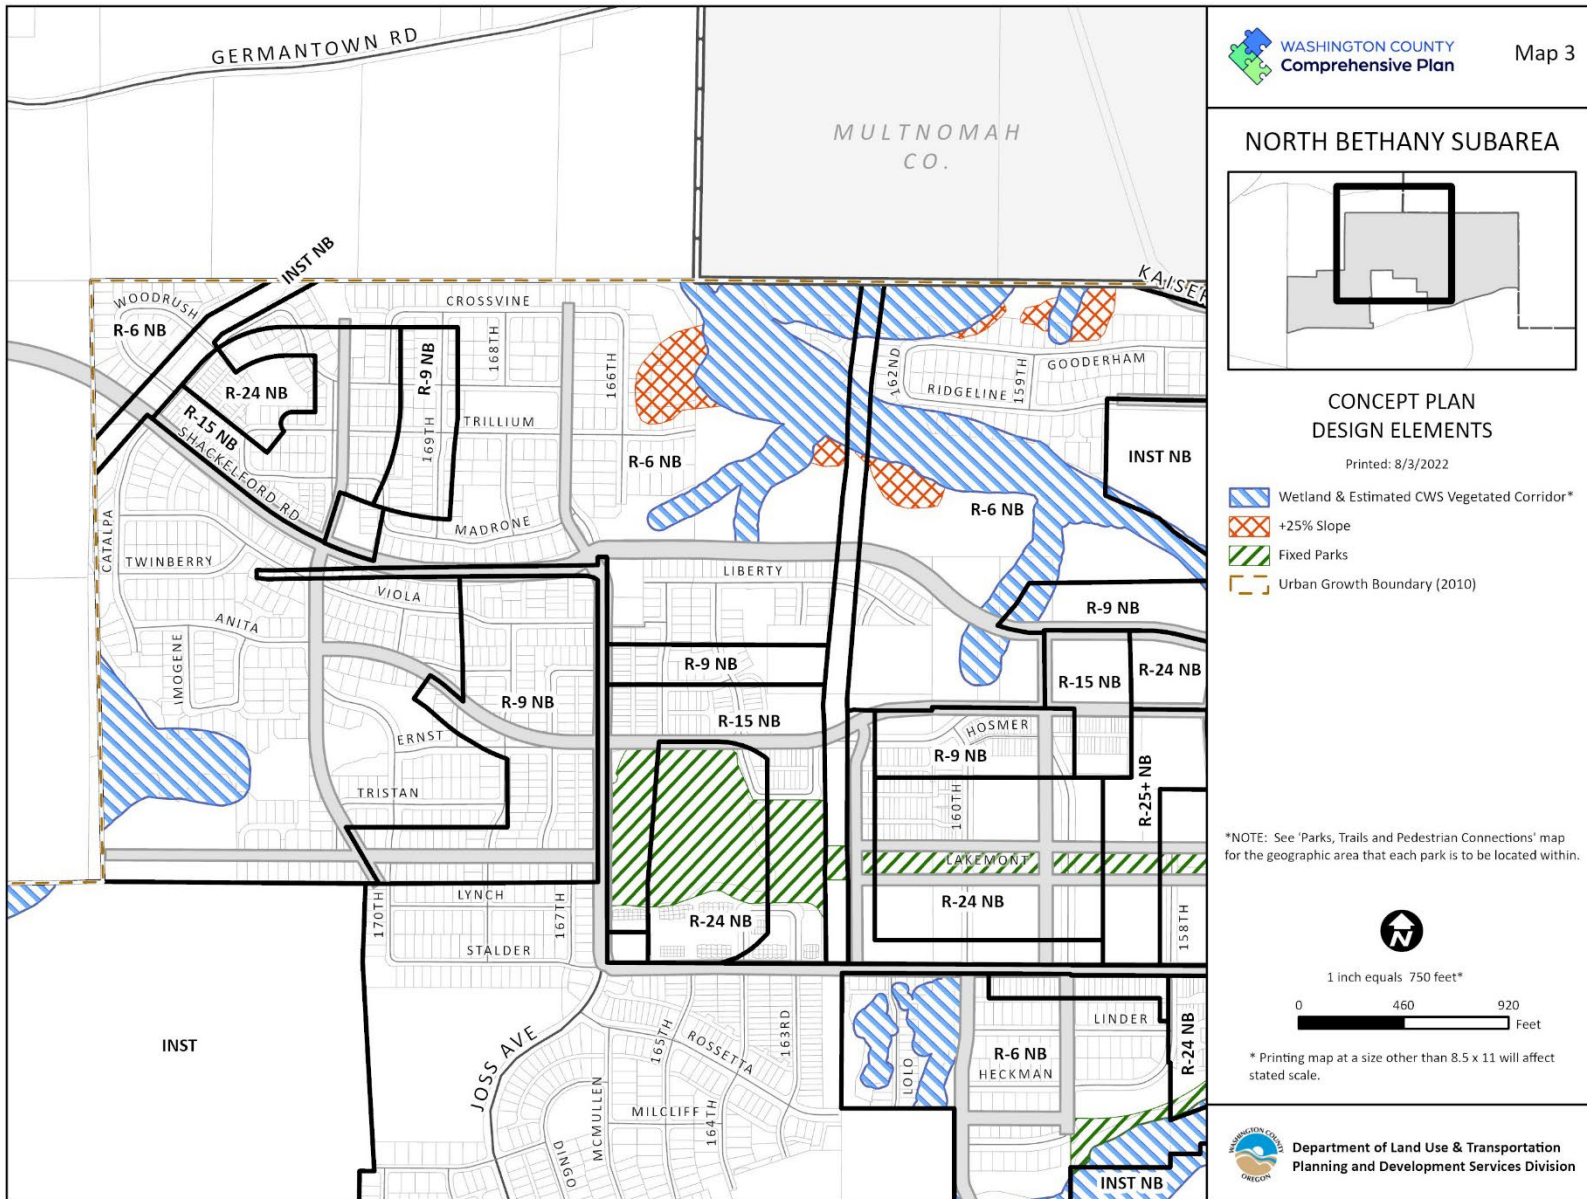 GERMANTOWN RD
MULTNOMAH
CO.
KAISER
INST NB
WOODRUSH
R-6 NB
CROSSVINE
R-9 NB
168TH
166TH
162ND
159TH
GOODERHAM
RIDGELINE
R-24 NB
R-15 NB
169TH
TRILLIUM
R-6 NB
INST NB
SHACKELFORD RD
R-6 NB
MADRONE
CATALPA
TWINBERRY
VIOLA
LIBERTY
R-9 NB
ANITA
IMOGENE
R-9 NB
R-9 NB
R-15 NB
R-24 NB
R-15 NB
HOSMER
ERNST
R-9 NB
R-25+ NB
TRISTAN
160TH
LAKEMONT
170TH
LYNCH
167TH
R-24 NB
R-24 NB
STALDER
163RD
158TH
INST
JOSS AVE
165TH
ROSSETTA
LOLO
LINDER
R-6 NB
HECKMAN
R-24 NB
MCMULLEN
MILCLIFF
164TH
DINGO
INST NB
WASHINGTON COUNTY
Comprehensive Plan
Map 3
NORTH BETHANY SUBAREA
CONCEPT PLAN
DESIGN ELEMENTS
Printed: 8/3/2022
Wetland & Estimated CWS Vegetated Corridor*
+25% Slope
Fixed Parks
Urban Growth Boundary (2010)
*NOTE: See 'Parks, Trails and Pedestrian Connections' map
for the geographic area that each park is to be located within.
N
1 inch equals 750 feet*
0 460 920
Feet
* Printing map at a size other than 8.5 x 11 will affect
stated scale.
WASHINGTON COUNTY
OREGON
Department of Land Use & Transportation
Planning and Development Services Division